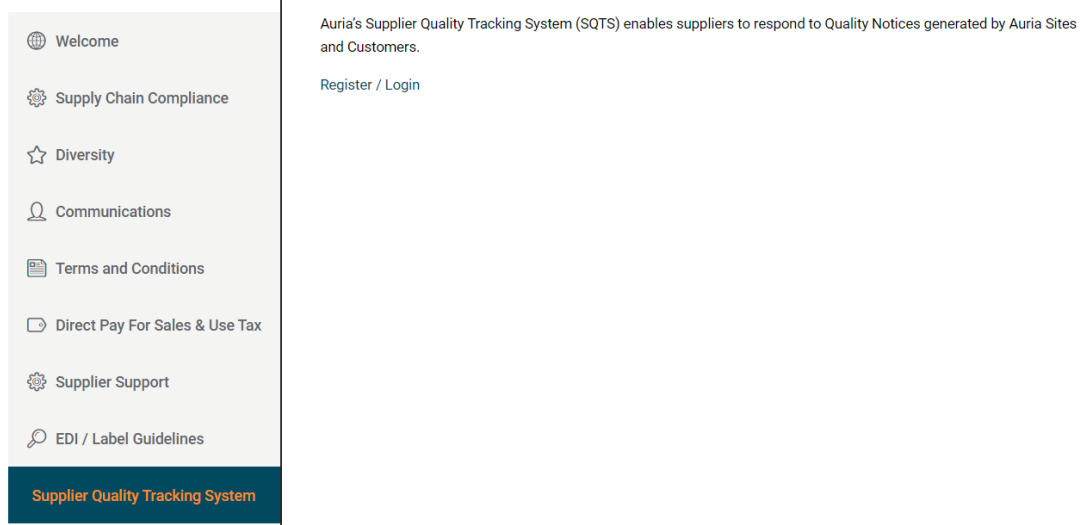 Welcome
Supply Chain Compliance
Diversity
Communications
Terms and Conditions
Direct Pay For Sales & Use Tax
Supplier Support
EDI / Label Guidelines
Supplier Quality Tracking System
Auria's Supplier Quality Tracking System (SQTS) enables suppliers to respond to Quality Notices generated by Auria Sites
and Customers.
Register / Login